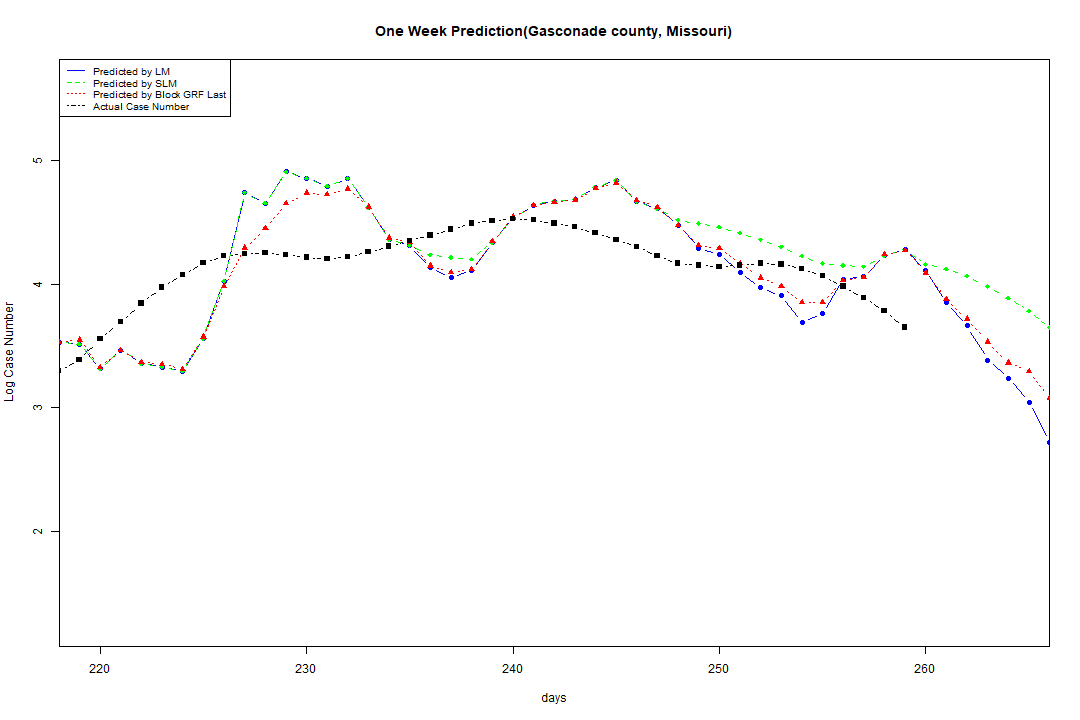 One Week Prediction(Gasconade county, Missouri)
Predicted by LM
Predicted by SLM
Predicted by Block GRF Last
Actual Case Number
5
4
3
2
Log Case Number
220 230 240 250 260
days